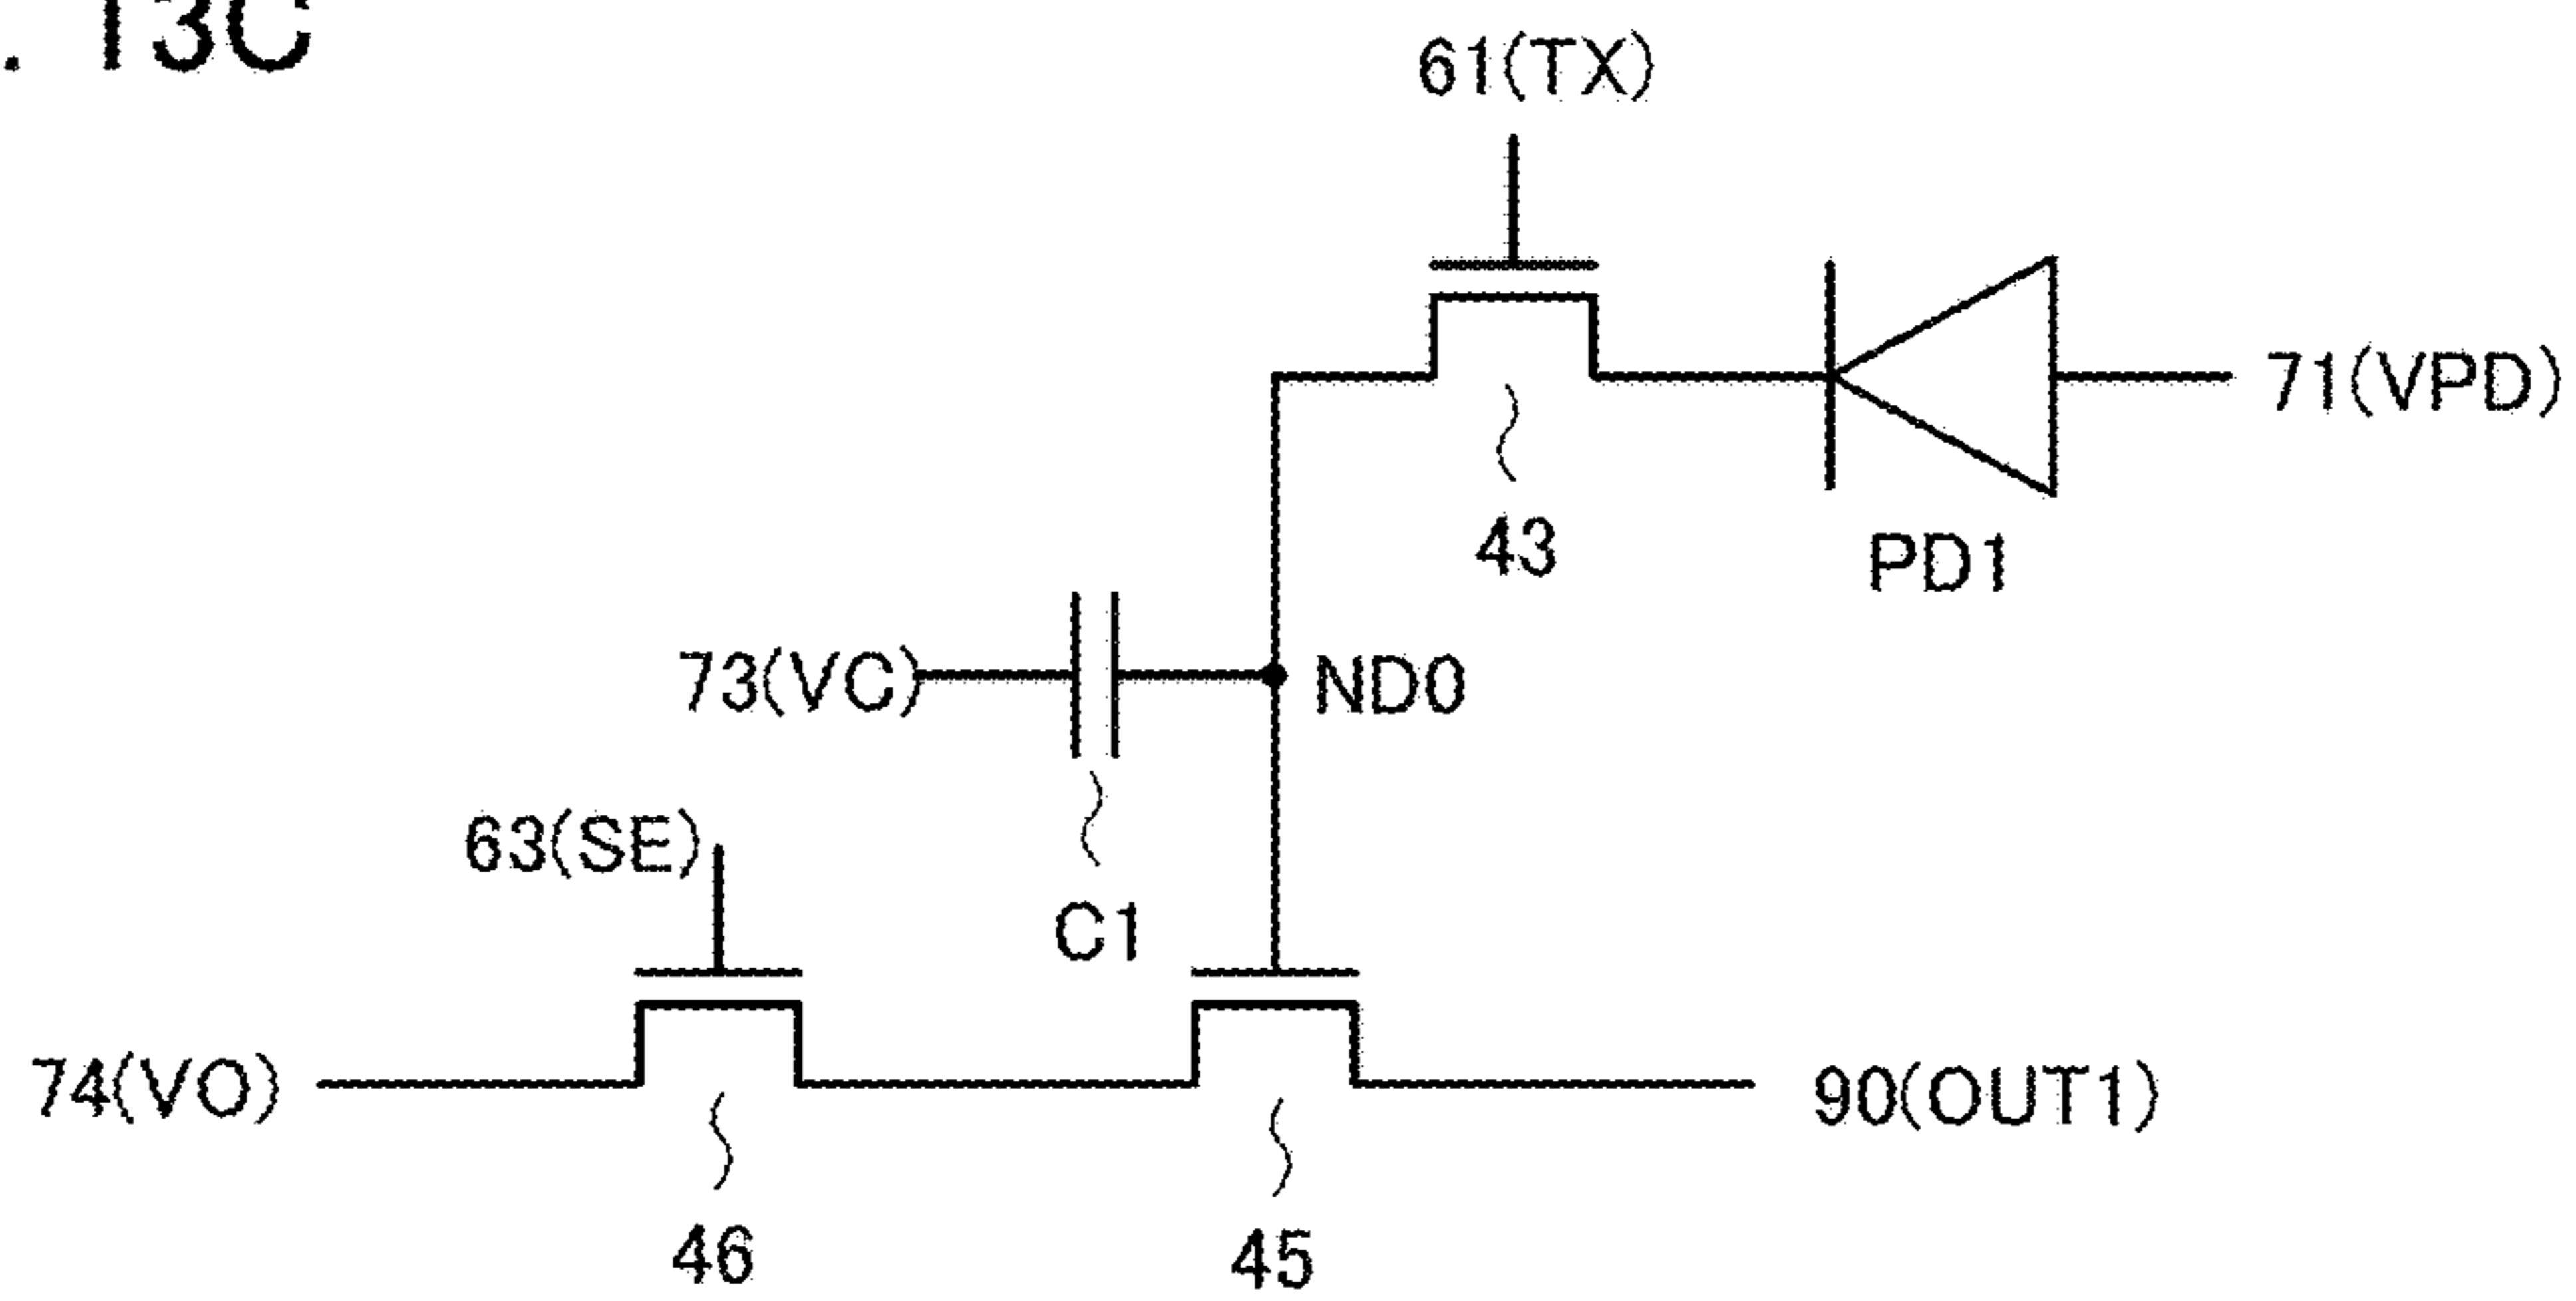 . 13C
61(TX)
71(VPD)
43
PD1
73(VC)
ND0
63(SE)
C1
74(VO)
90(OUT1)
46
45